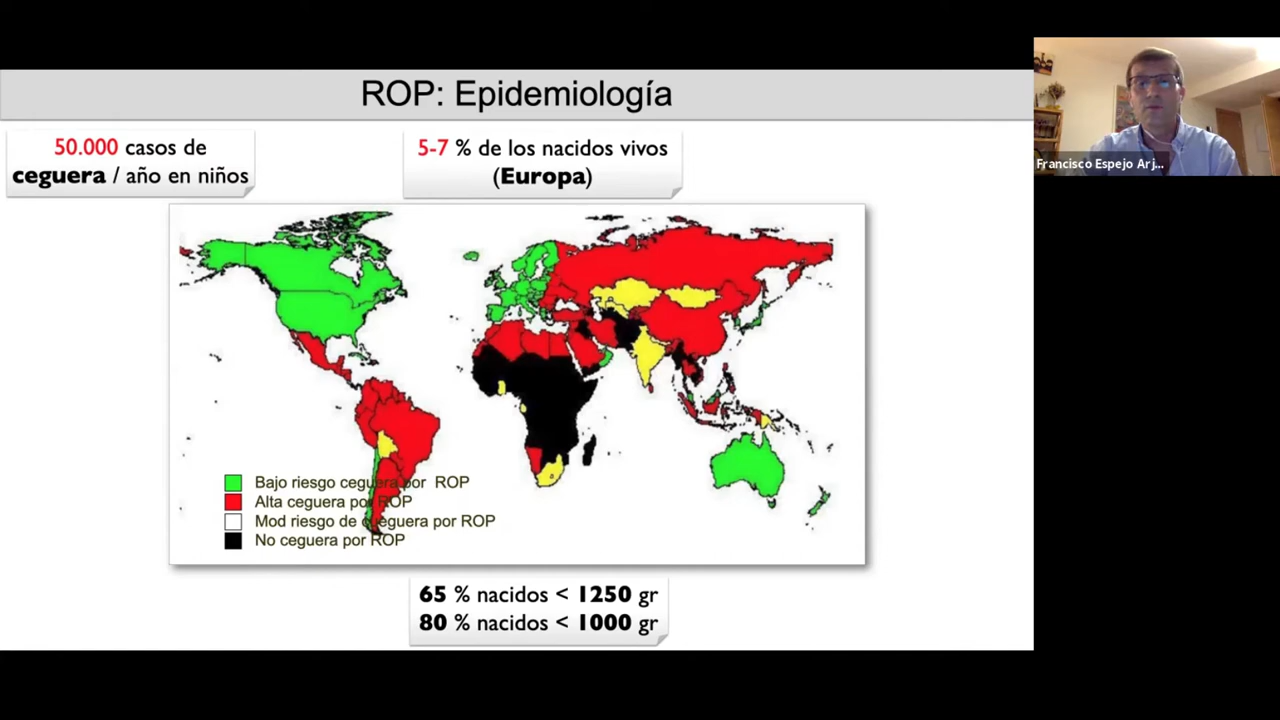 ROP: Epidemiología
50.000 casos de
ceguera / año en niños
5-7 % de los nacidos vivos
(Europa)
Francisco Espejo Arj...
Bajo riesgo ceguera por ROP
Alta ceguera por ROP
Mod riesgo de ceguera por ROP
No ceguera por ROP
65 % nacidos < 1250 gr
80 % nacidos < 1000 gr